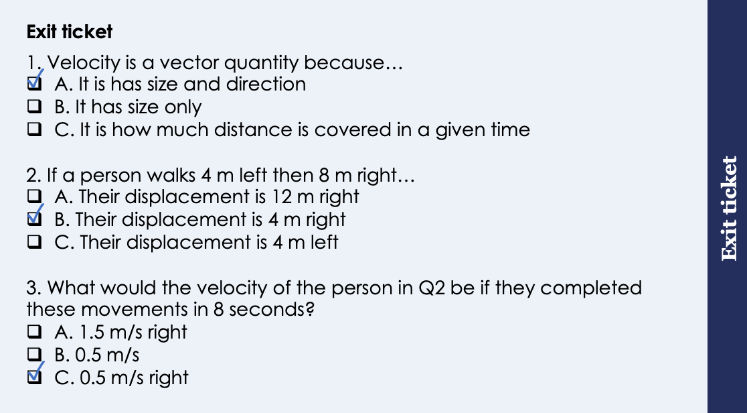 Exit ticket
1. Velocity is a vector quantity because…
A. It is has size and direction
B. It has size only
C. It is how much distance is covered in a given time
2. If a person walks 4 m left then 8 m right…
A. Their displacement is 12 m right
B. Their displacement is 4 m right
C. Their displacement is 4 m left
3. What would the velocity of the person in Q2 be if they completed
these movements in 8 seconds?
A. 1.5 m/s right
B. 0.5 m/s
C. 0.5 m/s right
Exit ticket